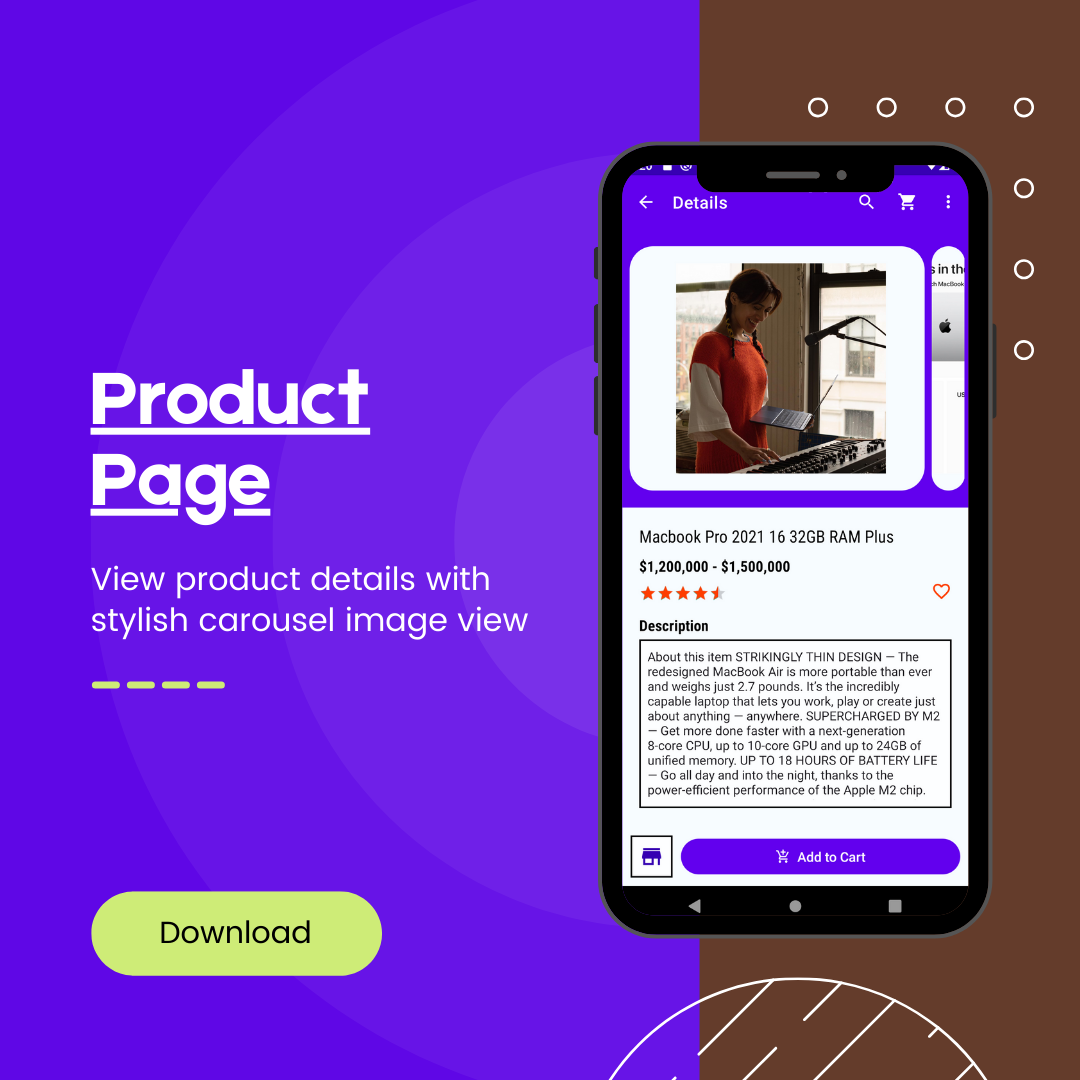 Product
Page
View product details with
stylish carousel image view
Download
Details
s in the
ch MacBook
US
Macbook Pro 2021 16 32GB RAM Plus
$1,200,000 - $1,500,000
Description
About this item STRIKINGLY THIN DESIGN — The
redesigned MacBook Air is more portable than ever
and weighs just 2.7 pounds. It's the incredibly
capable laptop that lets you work, play or create just
about anything — anywhere. SUPERCHARGED BY M2
— Get more done faster with a next-generation
8-core CPU, up to 10-core GPU and up to 24GB of
unified memory. UP TO 18 HOURS OF BATTERY LIFE
— Go all day and into the night, thanks to the
power-efficient performance of the Apple M2 chip.
Add to Cart